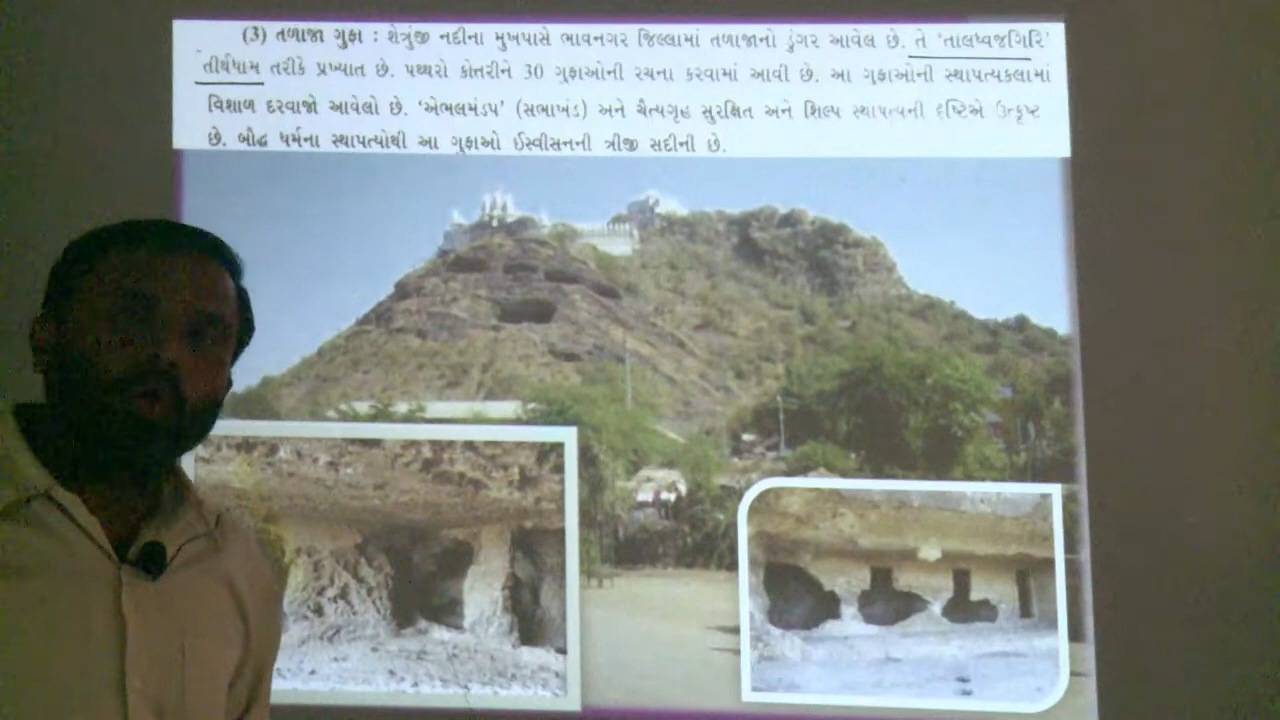 (3) તળાજા ગુફા : શેત્રુંજી નદીના મુખપાસે ભાવનગર જિલ્લામાં તળાજાનો ડુંગર આવેલ છે. તે ‘તાલધ્વજગિરિ’
તીર્થધામ તરીકે પ્રખ્યાત છે. પથ્થરો કોતરીને 30 ગુફાઓની રચના કરવામાં આવી છે. આ ગુફાઓની સ્થાપત્યકલામાં
વિશાળ દરવાજો આવેલો છે. ‘એભલમંડપ’ (સભાખંડ) અને ચૈત્યગૃહ સુરક્ષિત અને શિલ્પ સ્થાપત્યની દૃષ્ટિએ ઉત્કૃષ્ટ
છે. બૌદ્ધ ધર્મના સ્થાપત્યોથી આ ગુફાઓ ઈસ્વીસનની ત્રીજી સદીની છે.